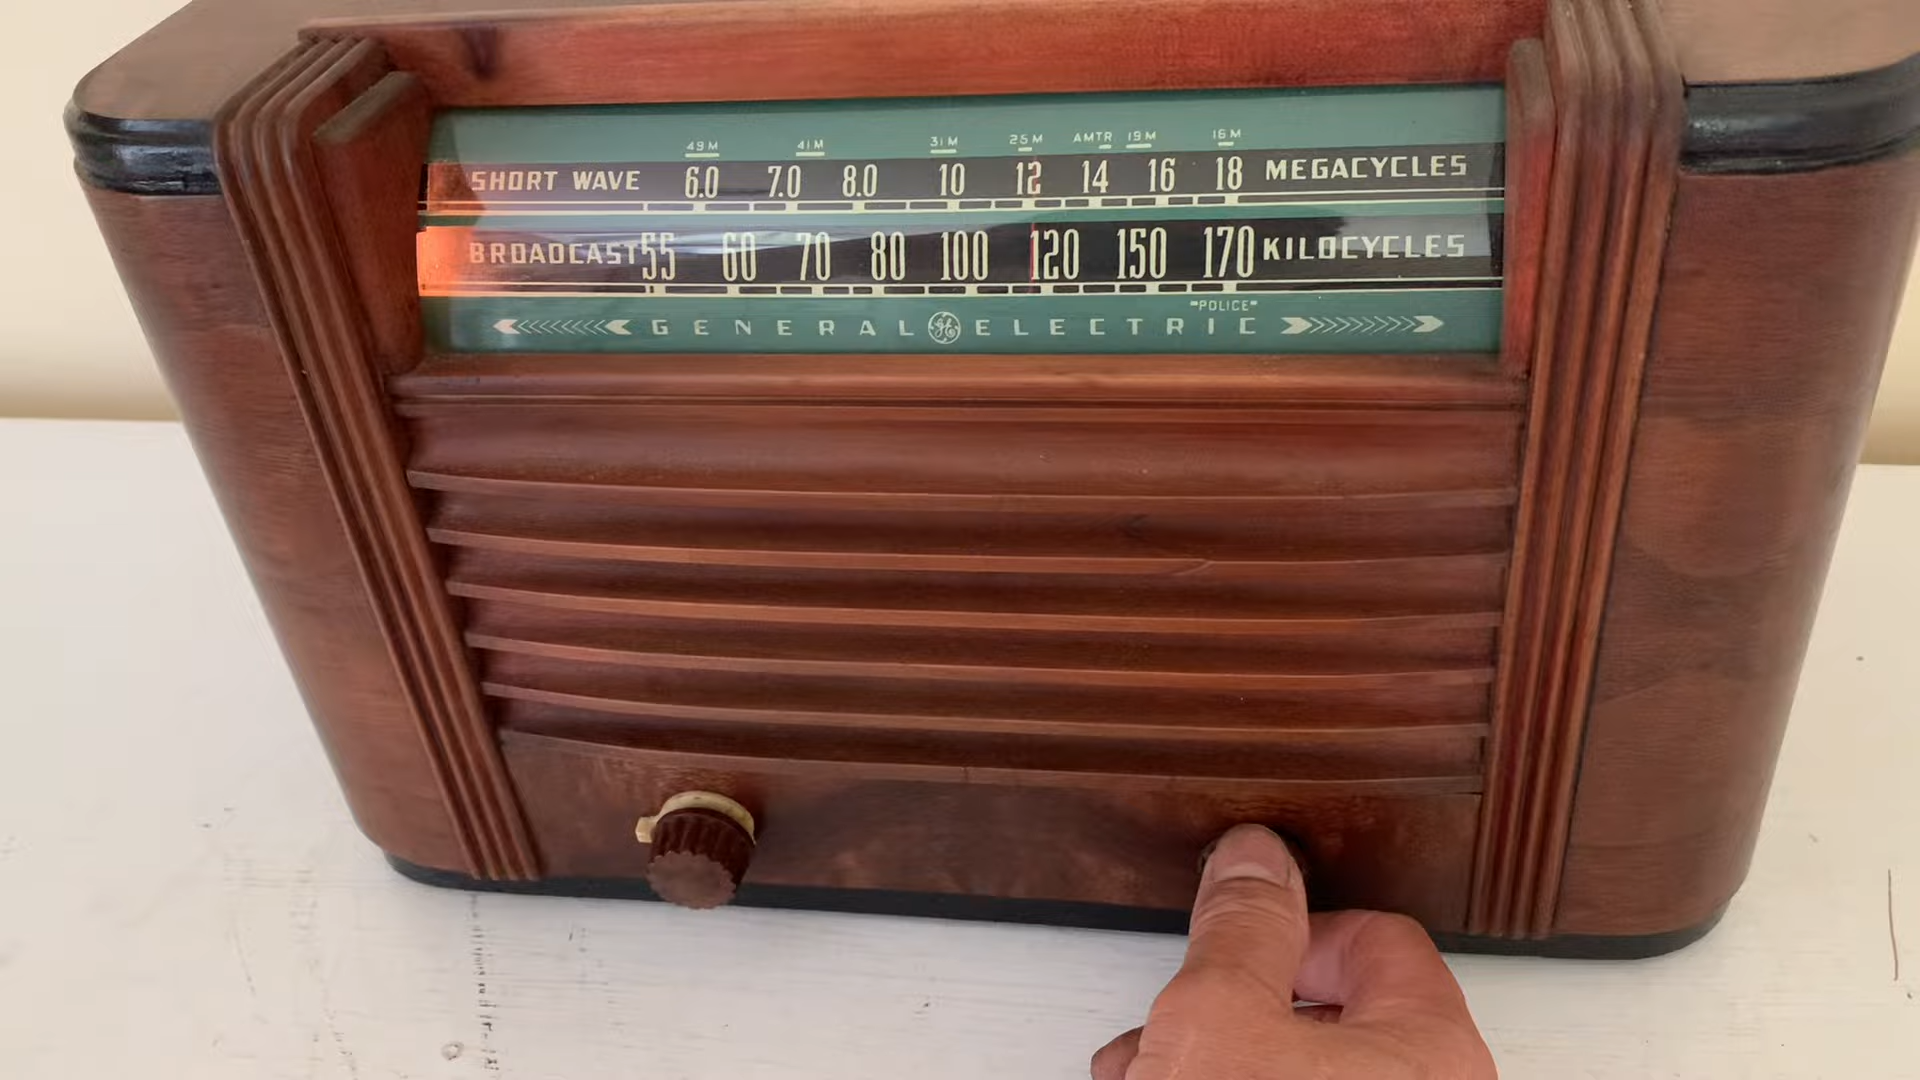 49M 41M 31M 25M AMTR 19M 16M
SHORT WAVE 6.0 7.0 8.0 10 12 14 16 18 MEGACYCLES
BROADCAST 55 60 70 80 100 120 150 170 KILOCYCLES
"POLICE"
GENERAL GE ELECTRIC